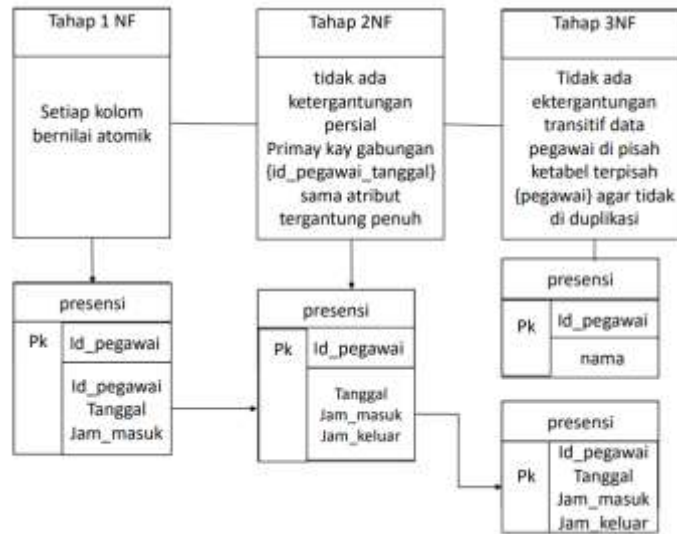 Tahap 1 NF
Setiap kolom
bernilai atomik
Tahap 2NF
tidak ada
ketergantungan
persial
Primay kay gabungan
{id_pegawai_tanggal}
sama atribut
tergantung penuh
Tahap 3NF
Tidak ada
ektergantungan
transitif data
pegawai di pisah
ketabel terpisah
{pegawai} agar tidak
di duplikasi
presensi
Pk
Id_pegawai
Id_pegawai
Tanggal
Jam_masuk
presensi
Pk
Id_pegawai
Tanggal
Jam_masuk
Jam_keluar
presensi
Pk
Id_pegawai
nama
presensi
Pk
Id_pegawai
Tanggal
Jam_masuk
Jam_keluar